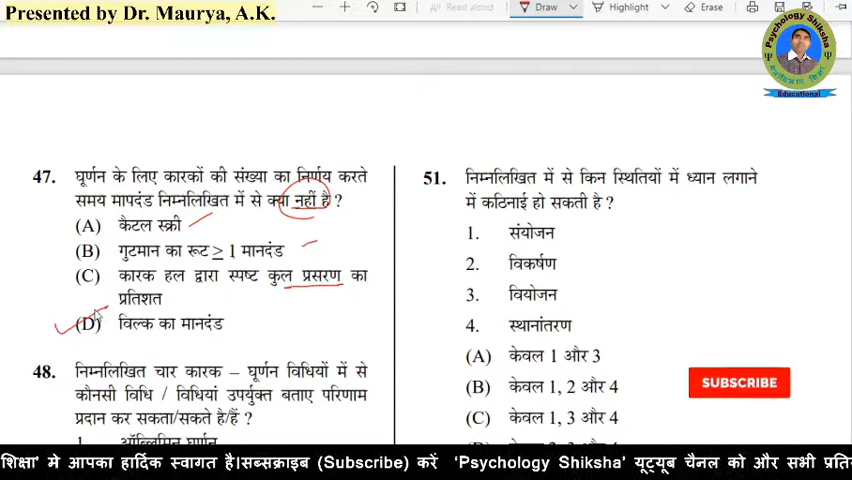 Presented by Dr. Maurya, A.K.
Read aloud
Draw
Highlight
Erase
Psychology Shiksha
Educational
47. घूर्णन के लिए कारकों की संख्या का निर्णय करते
समय मापदंड निम्नलिखित में से क्या नहीं है ?
(A) कैटल स्क्री
(B) गुटमान का रूट ≥ 1 मानदंड
(C) कारक हल द्वारा स्पष्ट कुल प्रसरण का
प्रतिशत
(D) विल्क का मानदंड
48. निम्नलिखित चार कारक – घूर्णन विधियों में से
कौनसी विधि / विधियां उपर्युक्त बताए परिणाम
प्रदान कर सकता/सकते है/हैं ?
51. निम्नलिखित में से किन स्थितियों में ध्यान लगाने
में कठिनाई हो सकती है ?
1. संयोजन
2. विकर्षण
3. वियोजन
4. स्थानांतरण
(A) केवल 1 और 3
(B) केवल 1, 2 और 4
(C) केवल 1, 3 और 4
SUBSCRIBE
शिक्षा' मे आपका हार्दिक स्वागत है।सब्सक्राइब (Subscribe) करें 'Psychology Shiksha' यूट्यूब चैनल को और सभी प्रति